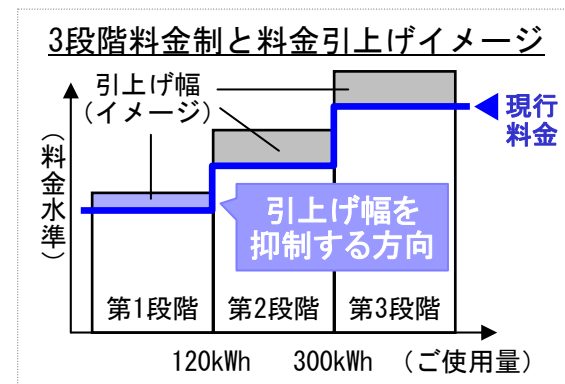 3段階料金制と料金引上げイメージ
引上げ幅
(イメージ)
現行
料金
(料金水準)
引上げ幅を
抑制する方向
第1段階
第2段階
第3段階
120kWh
300kWh
(ご使用量)